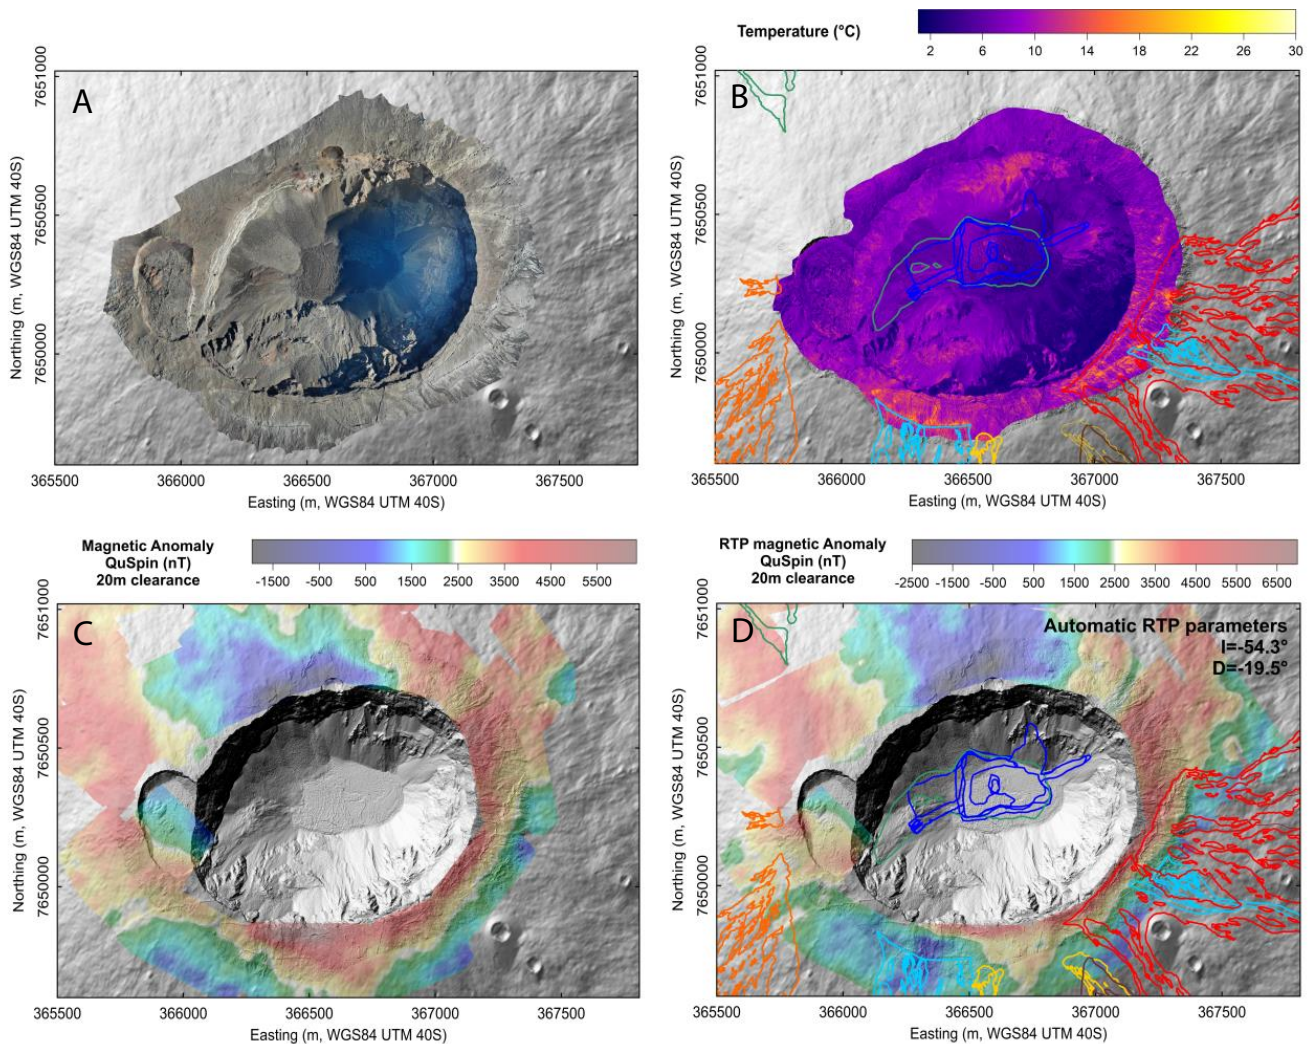 Temperature (°C)
2 6 10 14 18 22 26 30
A
7651000
7650500
7650000
Northing (m, WGS84 UTM 40S)
365500 366000 366500 367000 367500
Easting (m, WGS84 UTM 40S)
B
7651000
7650500
7650000
Northing (m, WGS84 UTM 40S)
365500 366000 366500 367000 367500
Easting (m, WGS84 UTM 40S)
Magnetic Anomaly
QuSpin (nT)
20m clearance
-1500 -500 500 1500 2500 3500 4500 5500
C
7651000
7650500
7650000
Northing (m, WGS84 UTM 40S)
365500 366000 366500 367000 367500
Easting (m, WGS84 UTM 40S)
RTP magnetic Anomaly
QuSpin (nT)
20m clearance
-2500 -1500 -500 500 1500 2500 3500 4500 5500 6500
D
Automatic RTP parameters
I=-54.3°
D=-19.5°
7651000
7650500
7650000
Northing (m, WGS84 UTM 40S)
365500 366000 366500 367000 367500
Easting (m, WGS84 UTM 40S)